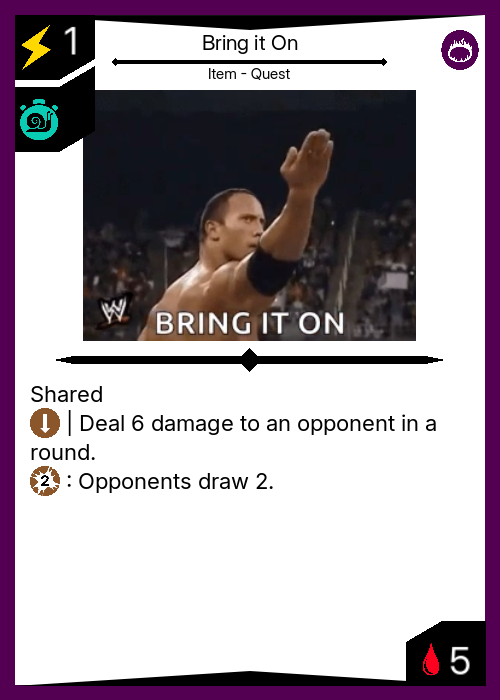 1
Bring it On
Item - Quest
W
BRING IT ON
Shared
| Deal 6 damage to an opponent in a
round.
2 : Opponents draw 2.
5